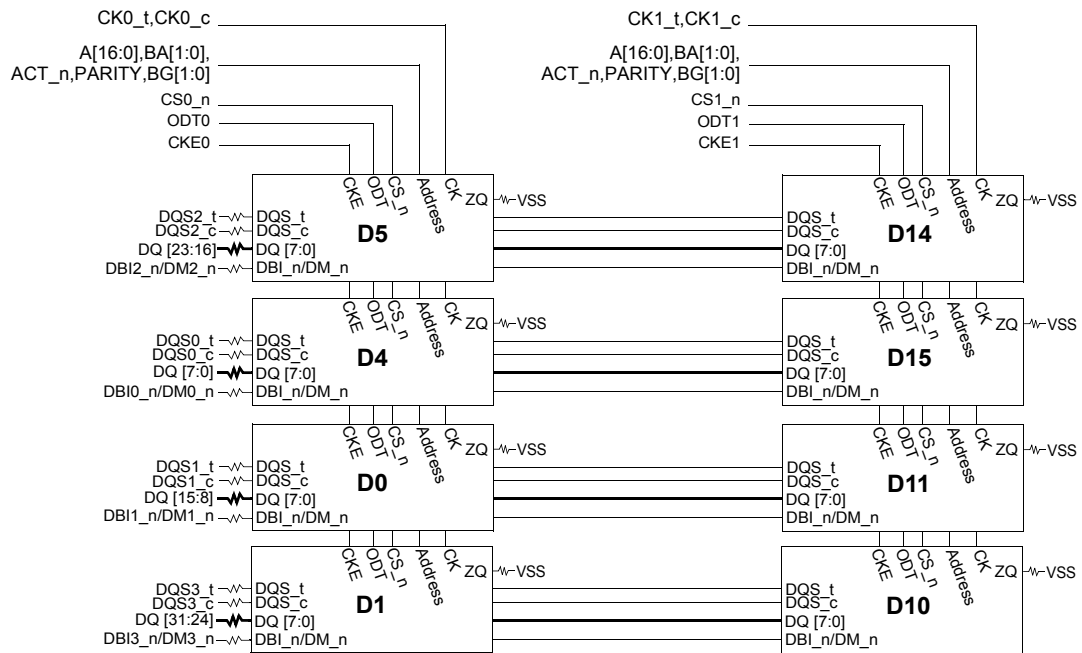 CK0_t,CK0_c
CK1_t,CK1_c
A[16:0],BA[1:0],
ACT_n,PARITY,BG[1:0]
A[16:0],BA[1:0],
ACT_n,PARITY,BG[1:0]
CS0_n
CS1_n
ODT0
ODT1
CKE0
CKE1
CKE ODT CS_n Address CK ZQ VSS
CKE ODT CS_n Address CK ZQ VSS
DQS2_t DQS_t DQS_t
DQS2_c DQS_c D5 DQS_c D14
DQ [23:16] DQ [7:0] DQ [7:0]
DBI2_n/DM2_n DBI_n/DM_n DBI_n/DM_n
CKE ODT CS_n Address CK ZQ VSS
CKE ODT CS_n Address CK ZQ VSS
DQS0_t DQS_t DQS_t
DQS0_c DQS_c D4 DQS_c D15
DQ [7:0] DQ [7:0] DQ [7:0]
DBI0_n/DM0_n DBI_n/DM_n DBI_n/DM_n
CKE ODT CS_n Address CK ZQ VSS
CKE ODT CS_n Address CK ZQ VSS
DQS1_t DQS_t DQS_t
DQS1_c DQS_c D0 DQS_c D11
DQ [15:8] DQ [7:0] DQ [7:0]
DBI1_n/DM1_n DBI_n/DM_n DBI_n/DM_n
CKE ODT CS_n Address CK ZQ VSS
CKE ODT CS_n Address CK ZQ VSS
DQS3_t DQS_t DQS_t
DQS3_c DQS_c D1 DQS_c D10
DQ [31:24] DQ [7:0] DQ [7:0]
DBI3_n/DM3_n DBI_n/DM_n DBI_n/DM_n